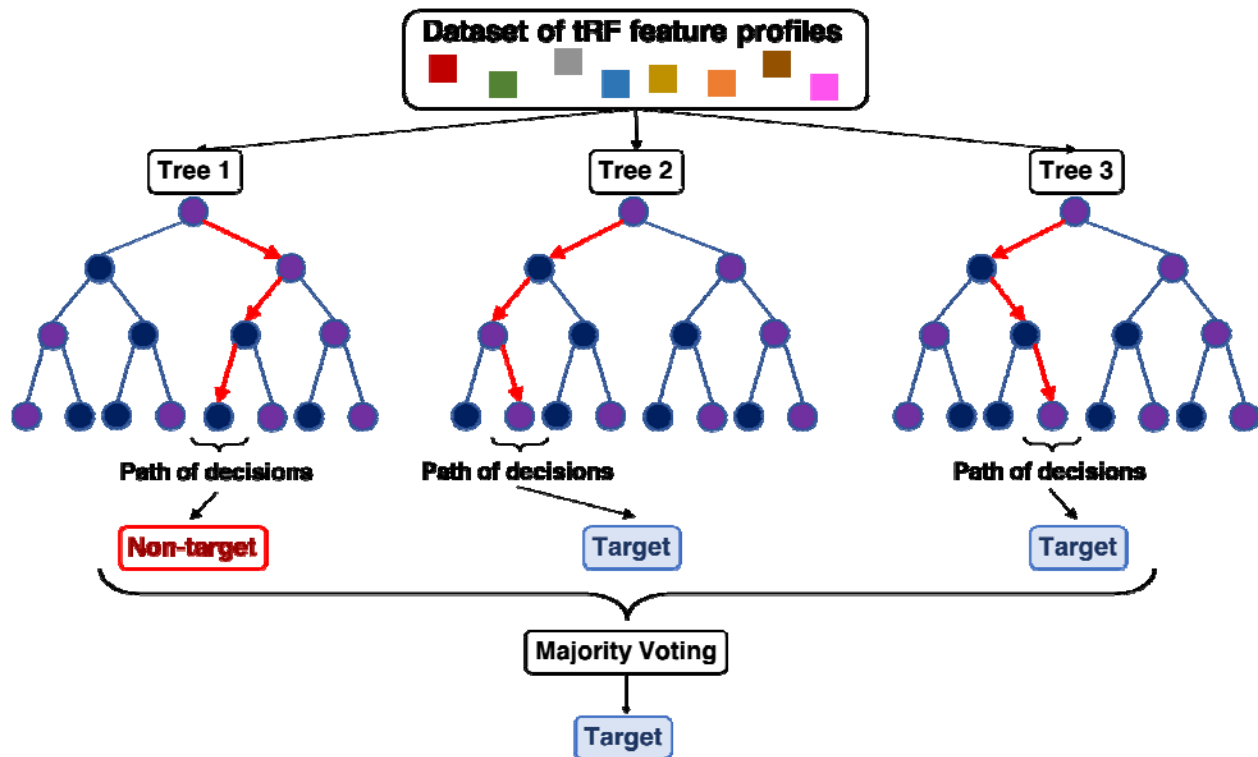 Dataset of tRF feature profiles
Tree 1
Tree 2
Tree 3
Path of decisions
Path of decisions
Path of decisions
Non-target
Target
Target
Majority Voting
Target